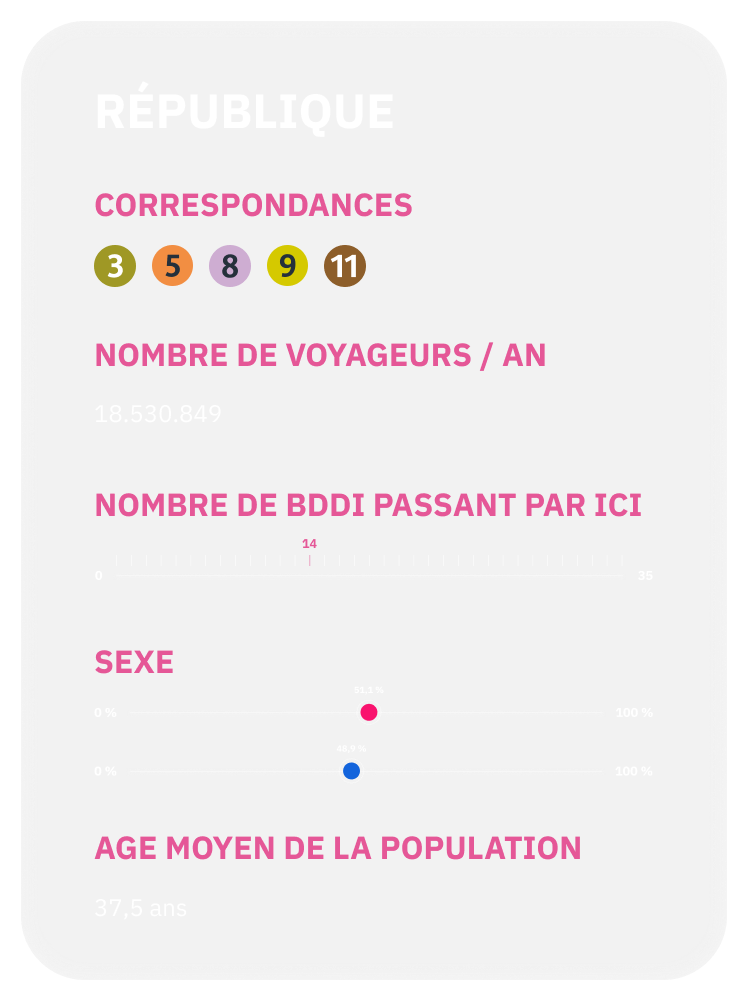 RÉPUBLIQUE
CORRESPONDANCES
3 5 8 9 11
NOMBRE DE VOYAGEURS / AN
18.530.849
NOMBRE DE BDDI PASSANT PAR ICI
14
0 35
SEXE
51,1 %
0 % 100 %
48,9 %
0 % 100 %
AGE MOYEN DE LA POPULATION
37,5 ans